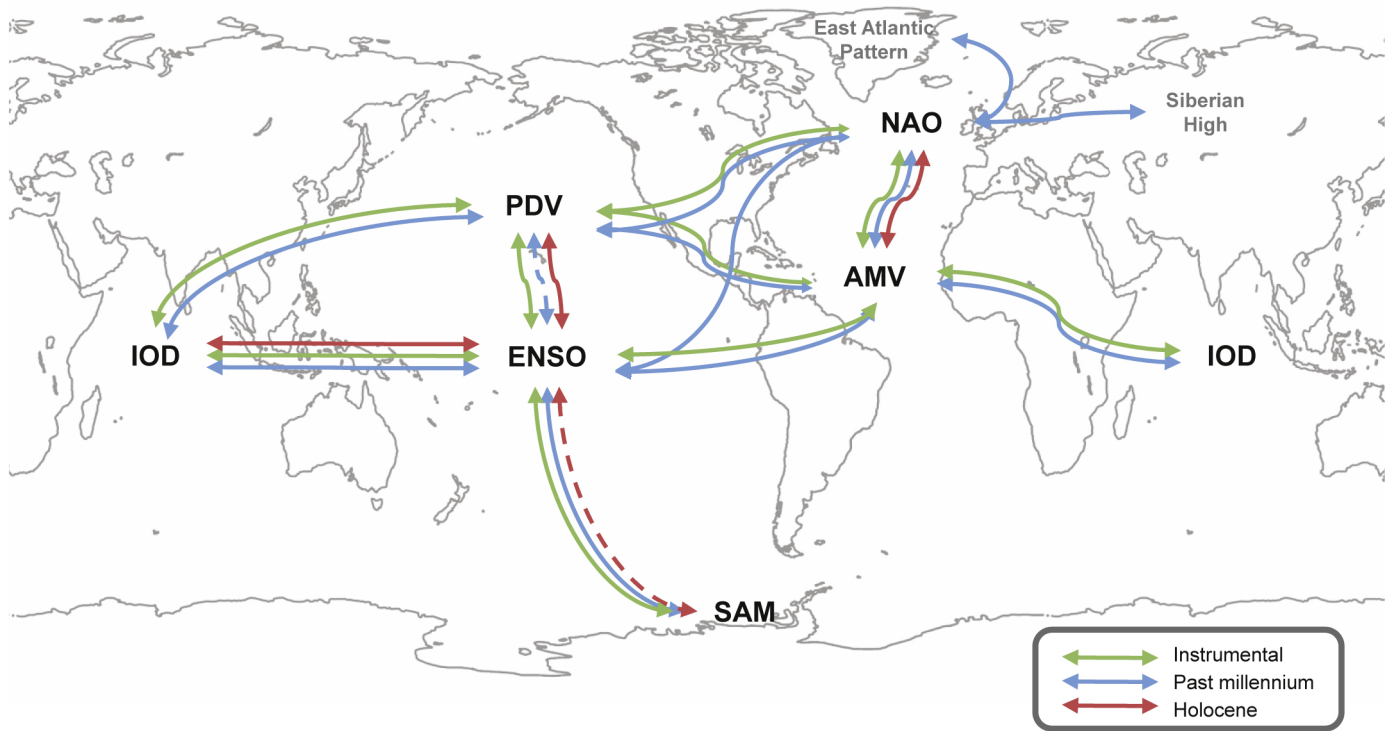 East Atlantic
Pattern
Siberian
High
NAO
PDV
AMV
IOD
ENSO
IOD
SAM
Instrumental
Past millennium
Holocene